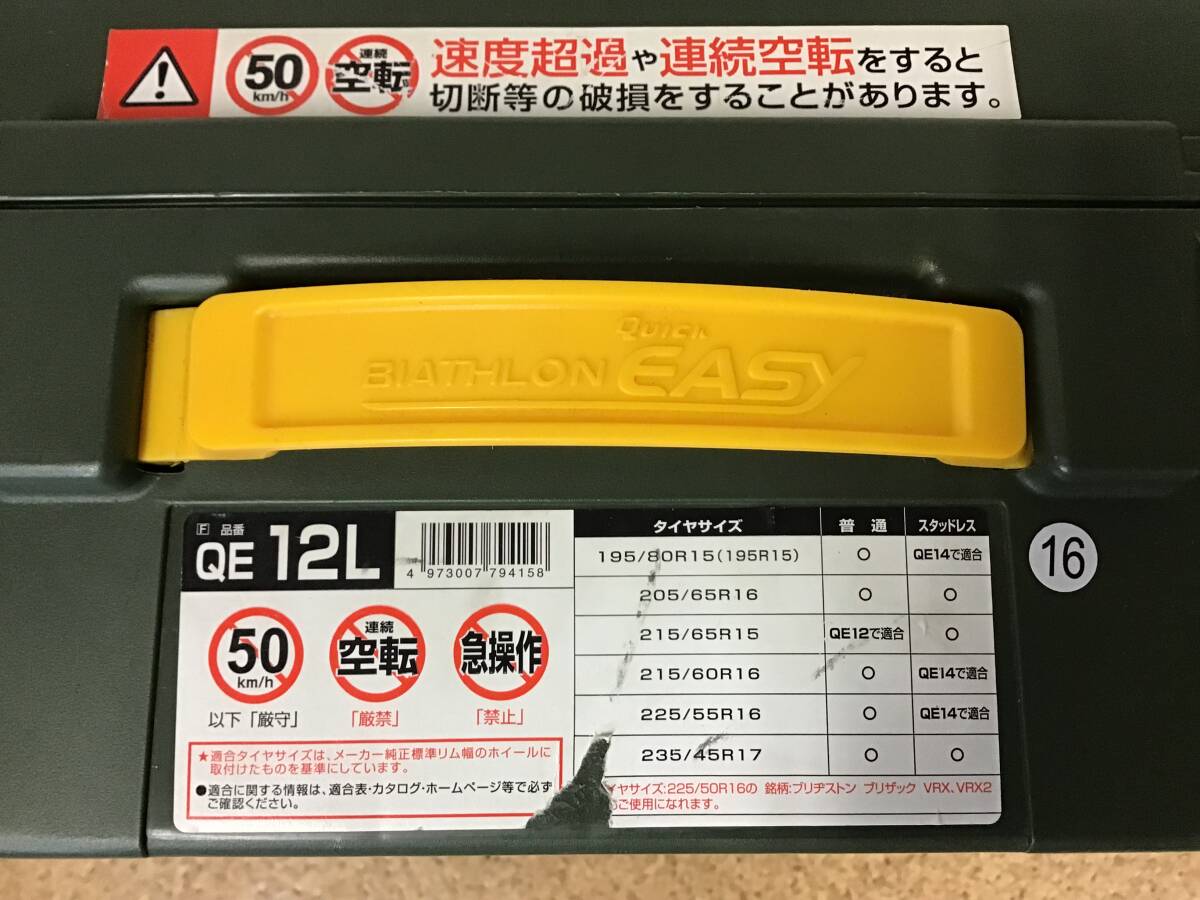 50 km/h 連続空転 速度超過や連続空転をすると
切断等の破損をすることがあります。
QUICK
BIATHLON EASY
F 品番
QE 12L
4 973007 794158
50 km/h
以下「厳守」
連続
空転
「厳禁」
急操作
「禁止」
★適合タイヤサイズは、メーカー純正標準リム幅のホイールに
取付けたものを基準にしています。
●適合に関する情報は、適合表・カタログ・ホームページ等で必ず
ご確認ください。
タイヤサイズ 普通 スタッドレス
195/80R15(195R15) ○ QE14で適合
205/65R16 ○ ○
215/65R15 QE12で適合 ○
215/60R16 ○ QE14で適合
225/55R16 ○ QE14で適合
235/45R17 ○ ○
イヤサイズ:225/50R16の 銘柄:ブリヂストン ブリザック VRX、VRX2
ご使用になれます。
16